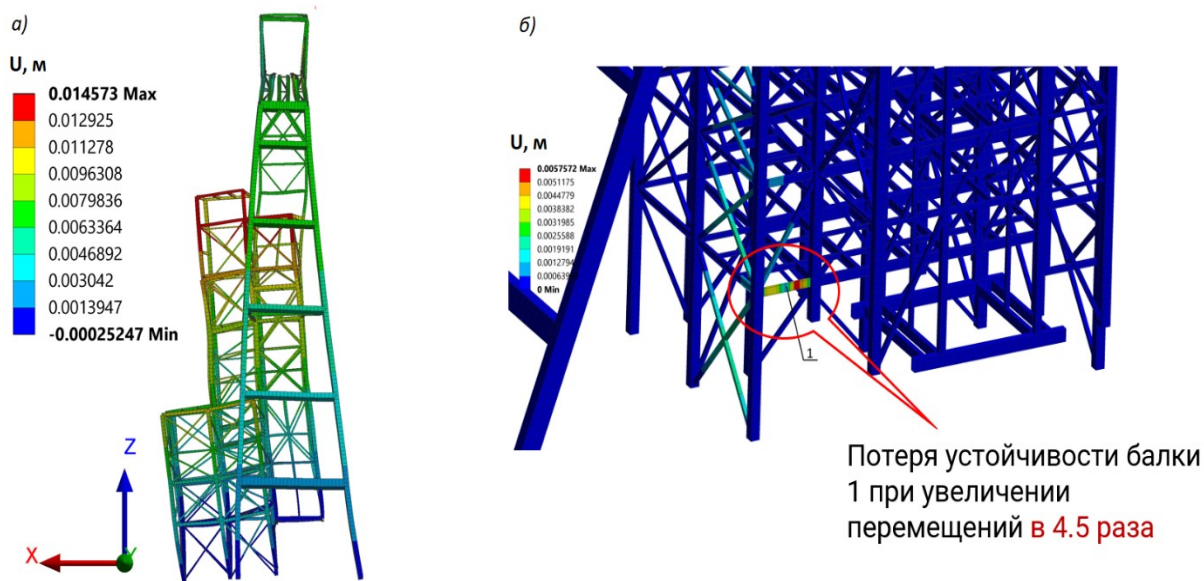 а)
U, м
0.014573 Max
0.012925
0.011278
0.0096308
0.0079836
0.0063364
0.0046892
0.003042
0.0013947
-0.00025247 Min
Z
X
Y
б)
U, м
0.0057572 Max
0.0051175
0.0044779
0.0038382
0.0031985
0.0025588
0.0019191
0.0012794
0 Min
1
Потеря устойчивости балки
1 при увеличении
перемещений в 4.5 раза